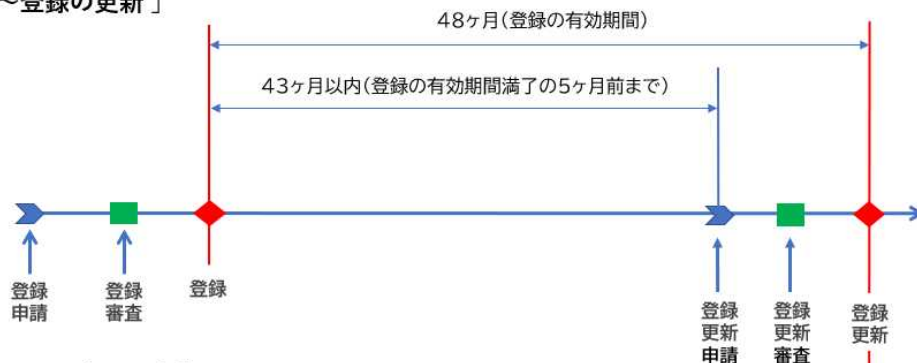 ～登録の更新」
48ヶ月(登録の有効期間)
43ヶ月以内(登録の有効期間満了の5ヶ月前まで)
登録
申請
登録
審査
登録
登録
更新
申請
登録
更新
審査
登録
更新